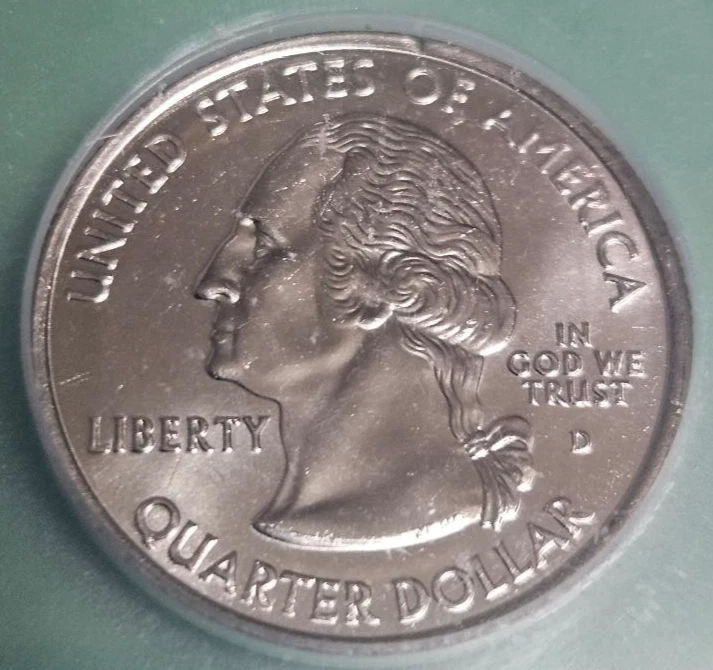 UNITED STATES OF AMERICA
LIBERTY
IN
GOD WE
TRUST
D
QUARTER DOLLAR